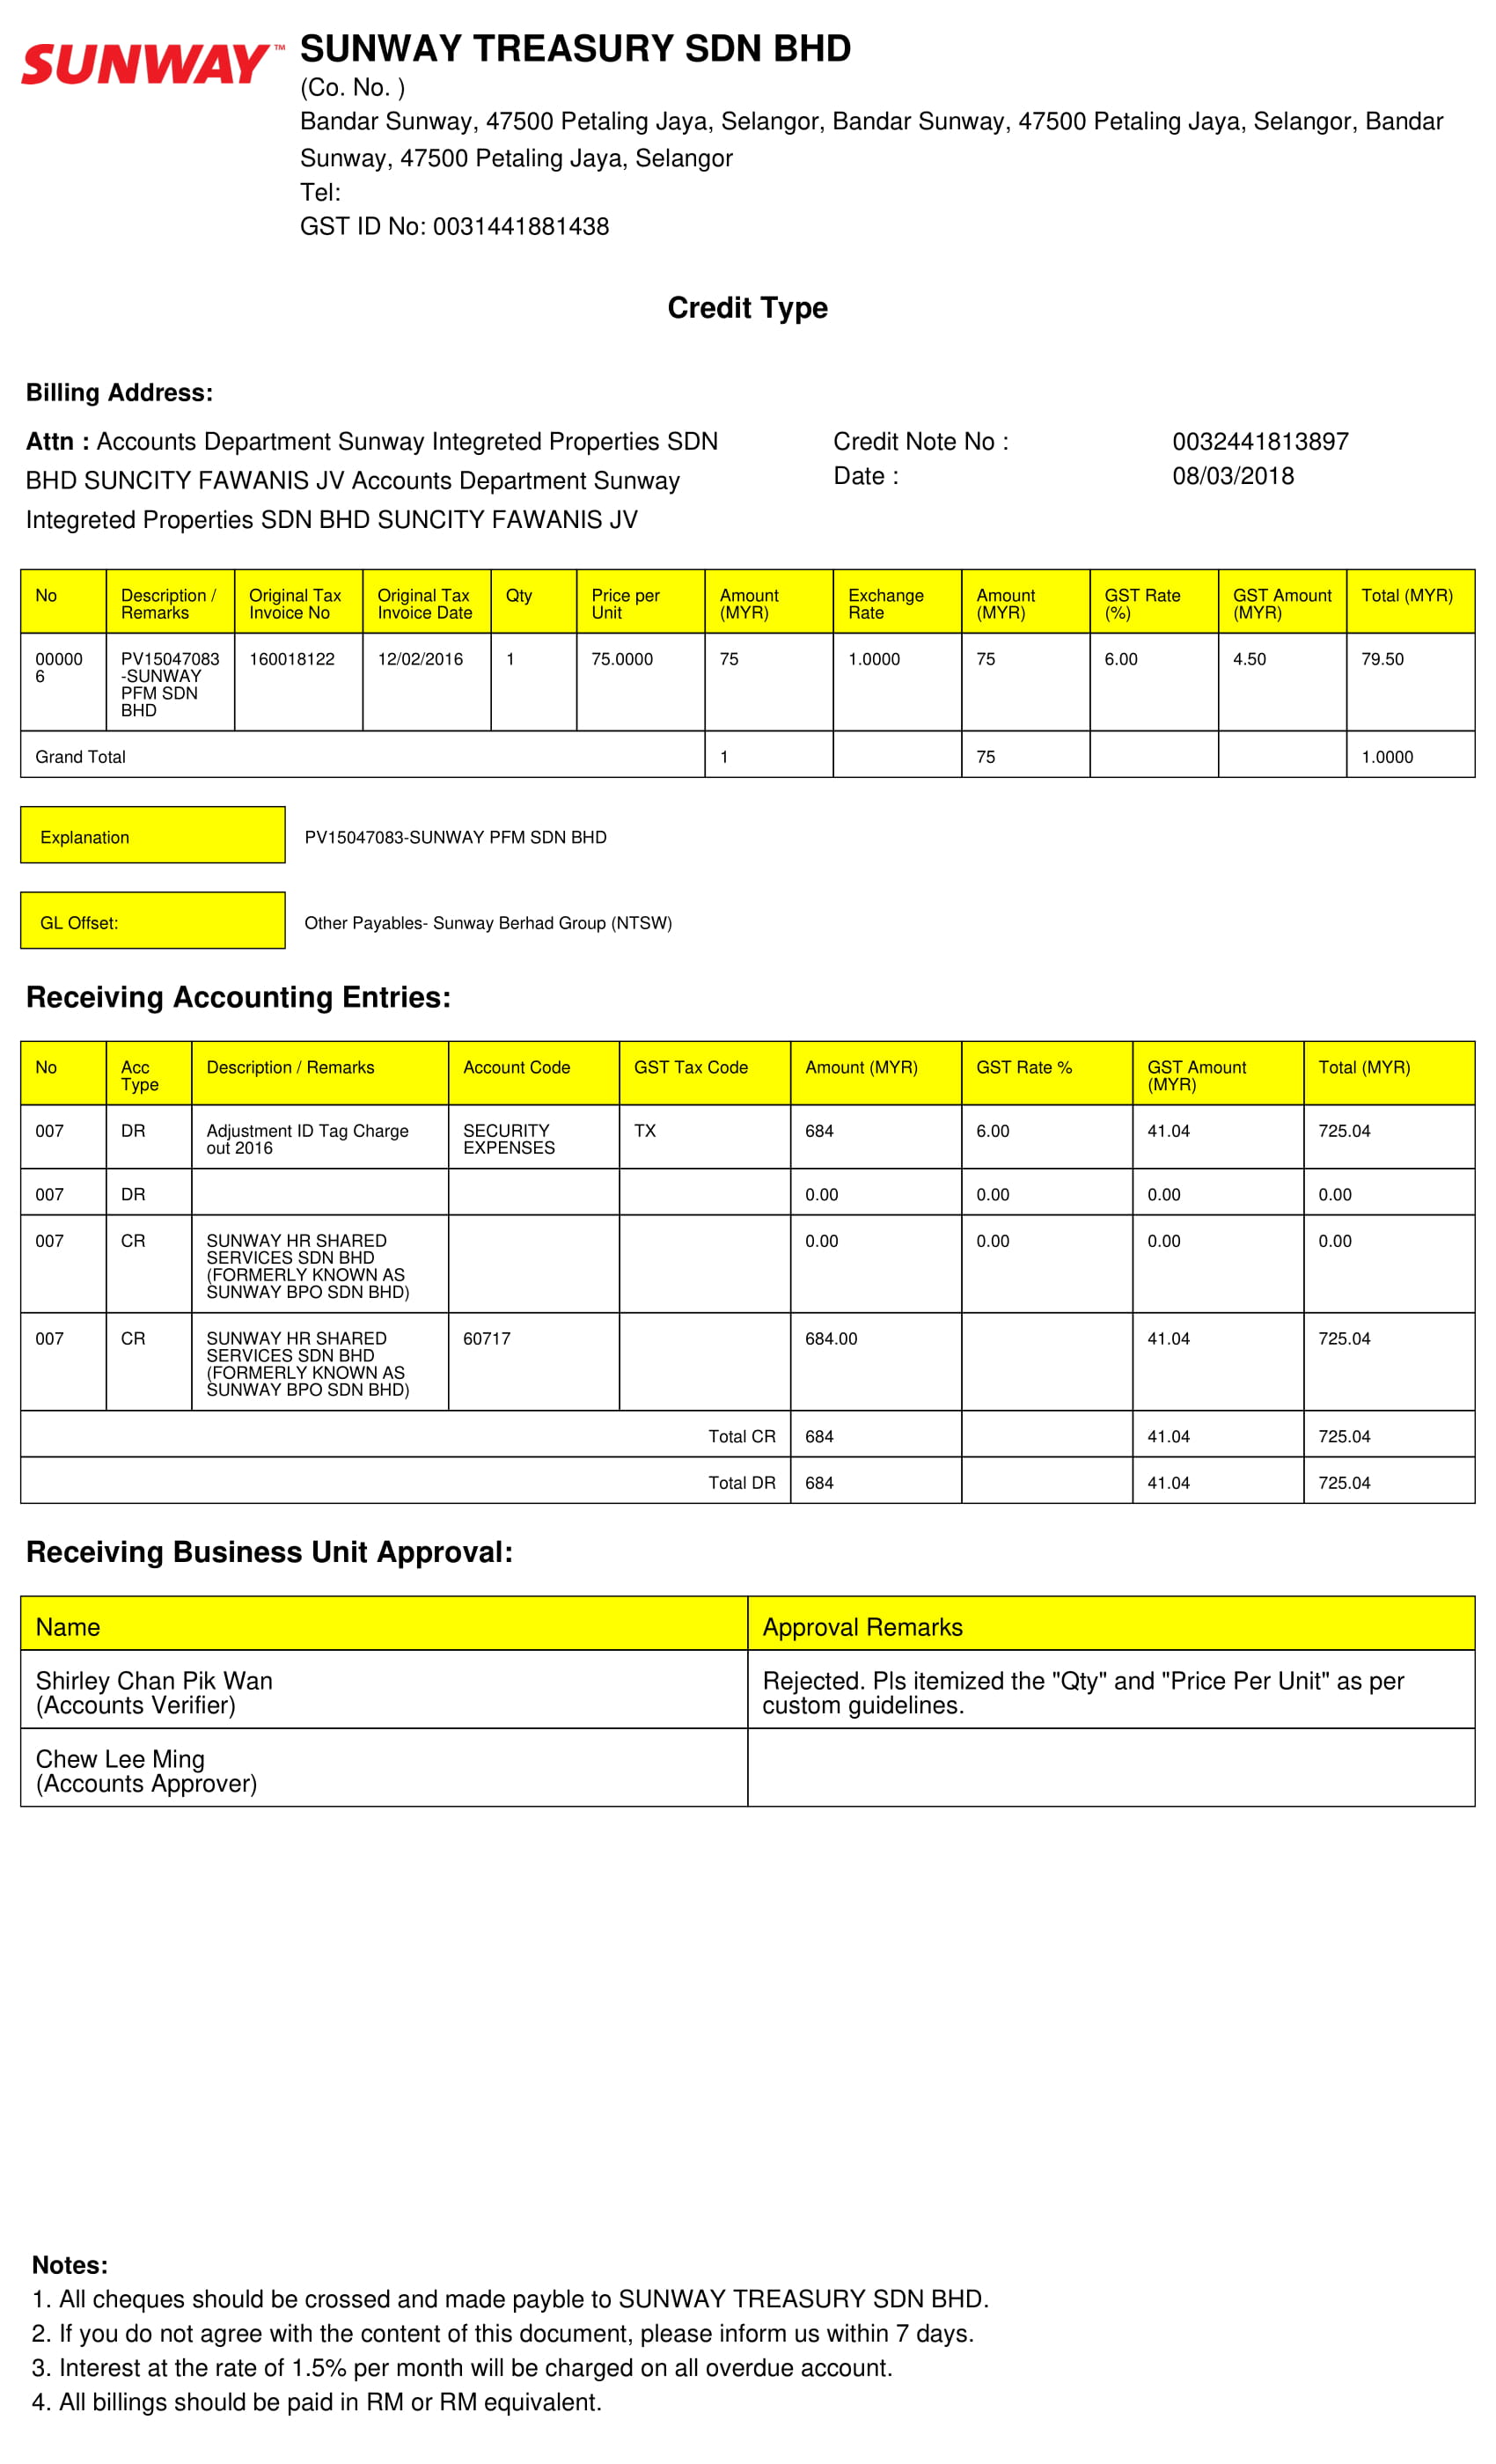 SUNWAY™
SUNWAY TREASURY SDN BHD
(Co. No. )
Bandar Sunway, 47500 Petaling Jaya, Selangor, Bandar Sunway, 47500 Petaling Jaya, Selangor, Bandar
Sunway, 47500 Petaling Jaya, Selangor
Tel:
GST ID No: 0031441881438
Credit Type
Billing Address:
Attn : Accounts Department Sunway Integreted Properties SDN
BHD SUNCITY FAWANIS JV Accounts Department Sunway
Integreted Properties SDN BHD SUNCITY FAWANIS JV
Credit Note No : 0032441813897
Date : 08/03/2018
No Description / Remarks Original Tax Invoice No Original Tax Invoice Date Qty Price per Unit Amount (MYR) Exchange Rate Amount (MYR) GST Rate (%) GST Amount (MYR) Total (MYR)
000006 PV15047083-SUNWAY PFM SDN BHD 160018122 12/02/2016 1 75.0000 75 1.0000 75 6.00 4.50 79.50
Grand Total 1 75 1.0000
Explanation PV15047083-SUNWAY PFM SDN BHD
GL Offset: Other Payables- Sunway Berhad Group (NTSW)
Receiving Accounting Entries:
No Acc Type Description / Remarks Account Code GST Tax Code Amount (MYR) GST Rate % GST Amount (MYR) Total (MYR)
007 DR Adjustment ID Tag Charge out 2016 SECURITY EXPENSES TX 684 6.00 41.04 725.04
007 DR 0.00 0.00 0.00 0.00
007 CR SUNWAY HR SHARED SERVICES SDN BHD (FORMERLY KNOWN AS SUNWAY BPO SDN BHD) 0.00 0.00 0.00 0.00
007 CR SUNWAY HR SHARED SERVICES SDN BHD (FORMERLY KNOWN AS SUNWAY BPO SDN BHD) 60717 684.00 41.04 725.04
Total CR 684 41.04 725.04
Total DR 684 41.04 725.04
Receiving Business Unit Approval:
Name Approval Remarks
Shirley Chan Pik Wan (Accounts Verifier) Rejected. Pls itemized the "Qty" and "Price Per Unit" as per custom guidelines.
Chew Lee Ming
(Accounts Approver)
Notes:
1. All cheques should be crossed and made payble to SUNWAY TREASURY SDN BHD.
2. If you do not agree with the content of this document, please inform us within 7 days.
3. Interest at the rate of 1.5% per month will be charged on all overdue account.
4. All billings should be paid in RM or RM equivalent.